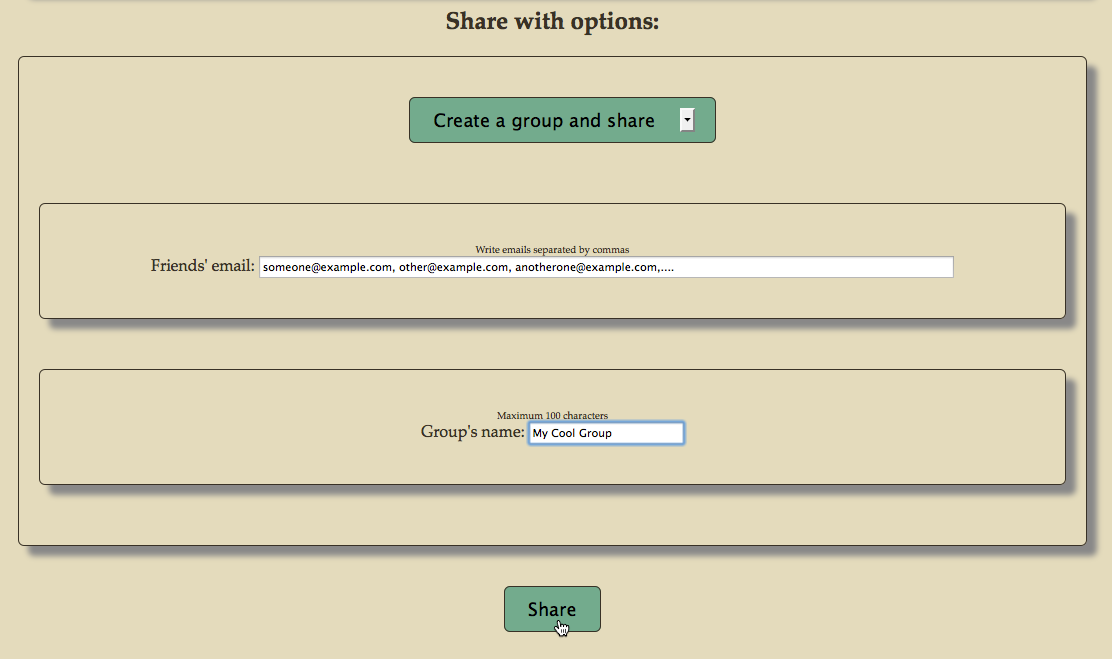 Share with options:
Create a group and share
Write emails separated by commas
Friends' email: someone@example.com, other@example.com, anotherone@example.com,....
Maximum 100 characters
Group's name: My Cool Group
Share